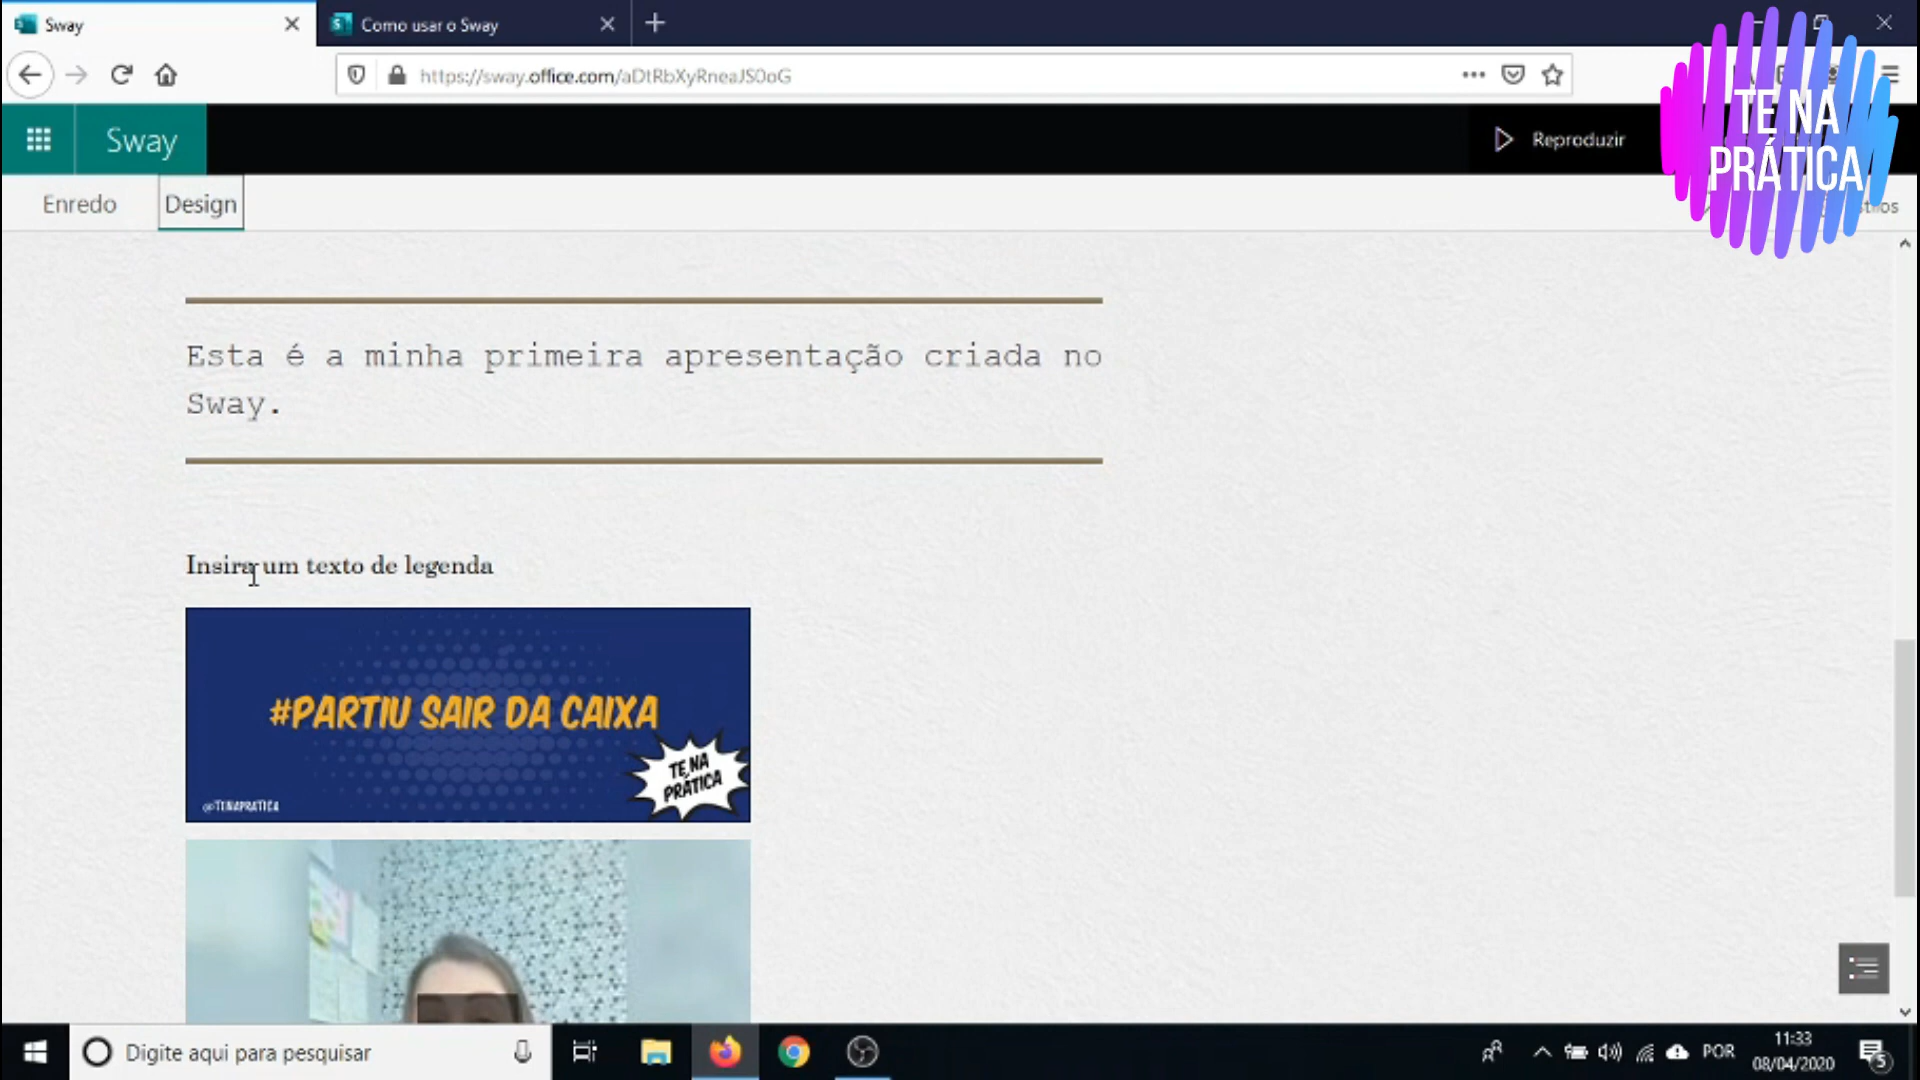 Sway
Como usar o Sway
https://sway.office.com/aDtRbXyRneaJS0oG
Sway
Reproduzir
TE NA
PRÁTICA
Enredo
Design
Esta é a minha primeira apresentação criada no
Sway.
Insira um texto de legenda
#PARTIU SAIR DA CAIXA
TE NA
PRÁTICA
@TENAPRATICA
Digite aqui para pesquisar
POR
11:33
08/04/2020
5